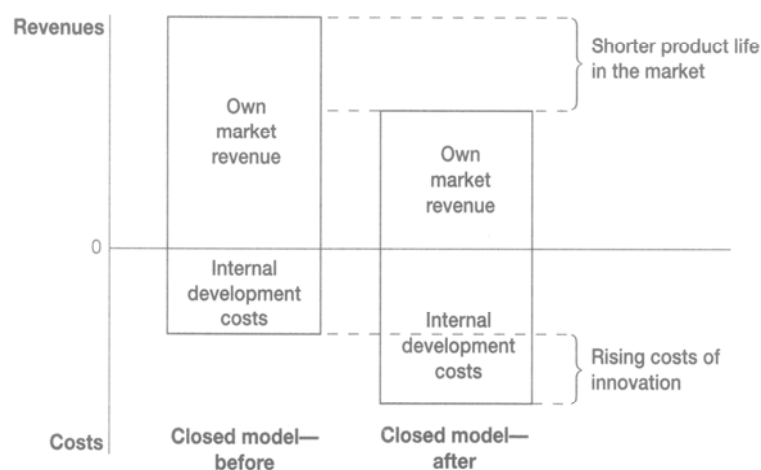 Revenues
Shorter product life
in the market
Own
market
revenue
Own
market
revenue
0
Internal
development
costs
Internal
development
costs
Rising costs of
innovation
Costs
Closed model—
before
Closed model—
after